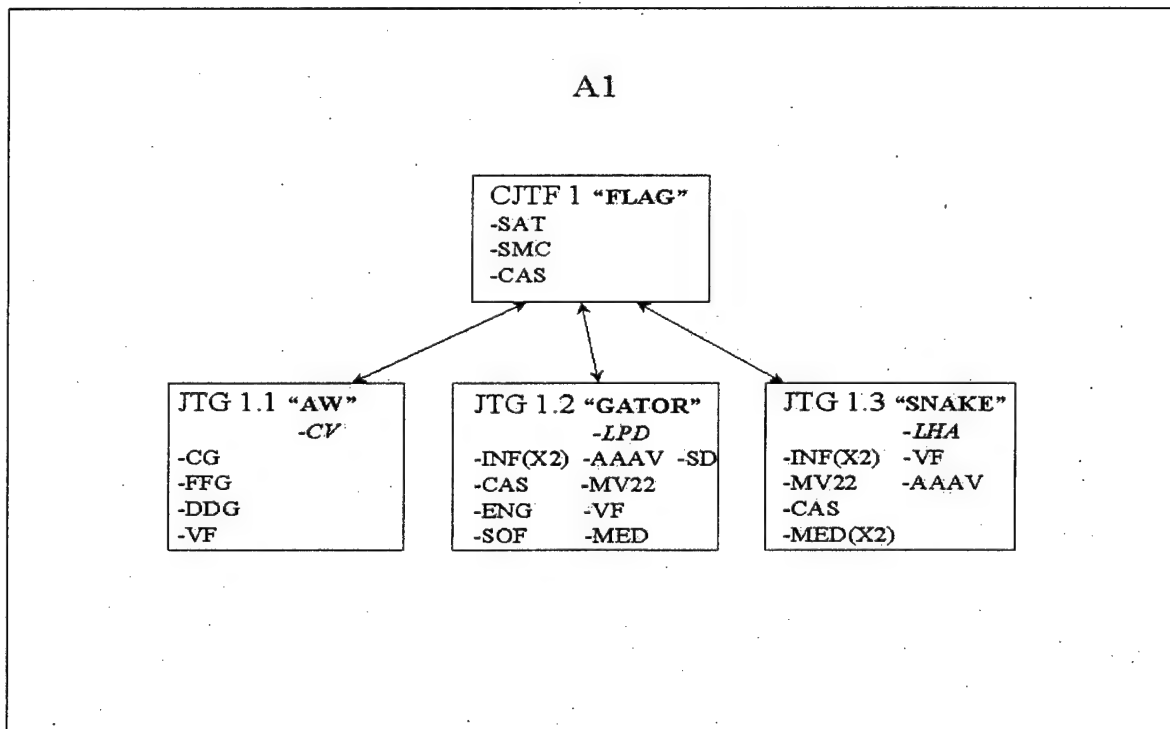 A1
CJTF 1 “FLAG”
-SAT
-SMC
-CAS
JTG 1.1 “AW”
-CV
-CG
-FFG
-DDG
-VF
JTG 1.2 “GATOR”
-LPD
-INF(X2) -AAAV -SD
-CAS -MV22
-ENG -VF
-SOF -MED
JTG 1.3 “SNAKE”
-LHA
-INF(X2) -VF
-MV22 -AAAV
-CAS
-MED(X2)